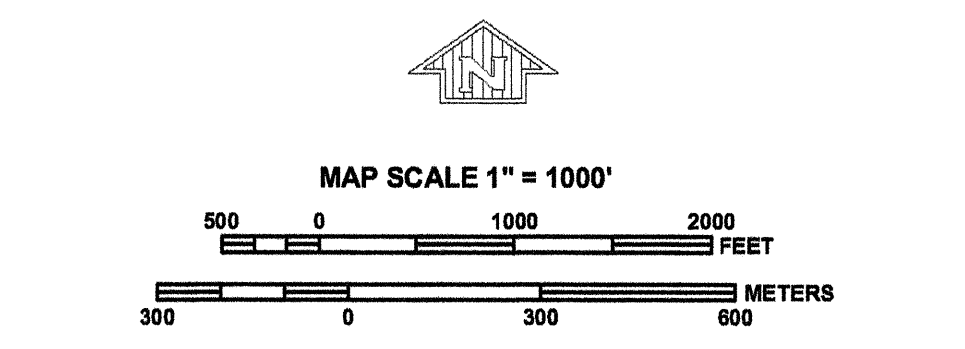 N
MAP SCALE 1" = 1000'
500 0 1000 2000
FEET
METERS
300 0 300 600